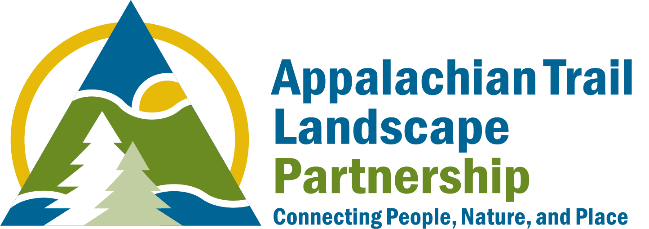 Appalachian Trail
Landscape
Partnership
Connecting People, Nature, and Place